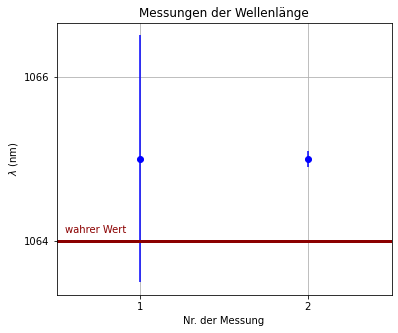 Messungen der Wellenlänge
1066
λ (nm)
wahrer Wert
1064
1
2
Nr. der Messung